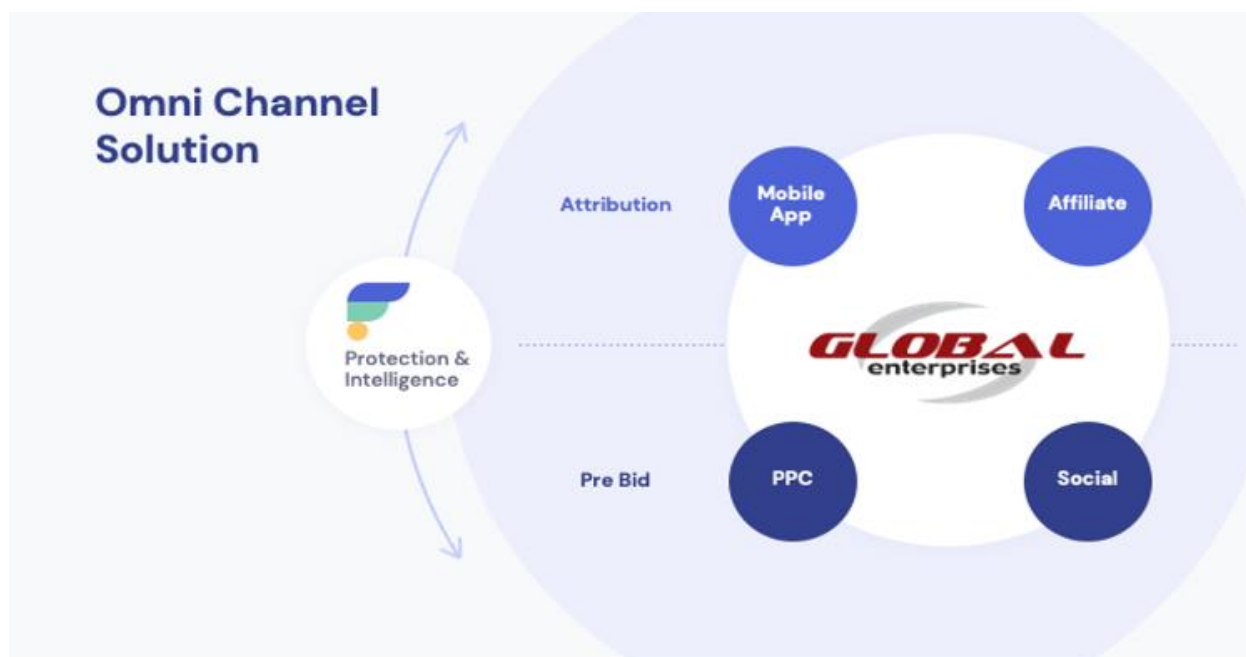 Omni Channel
Solution
Attribution
Mobile
App
Affiliate
Protection &
Intelligence
GLOBAL
enterprises
Pre Bid
PPC
Social